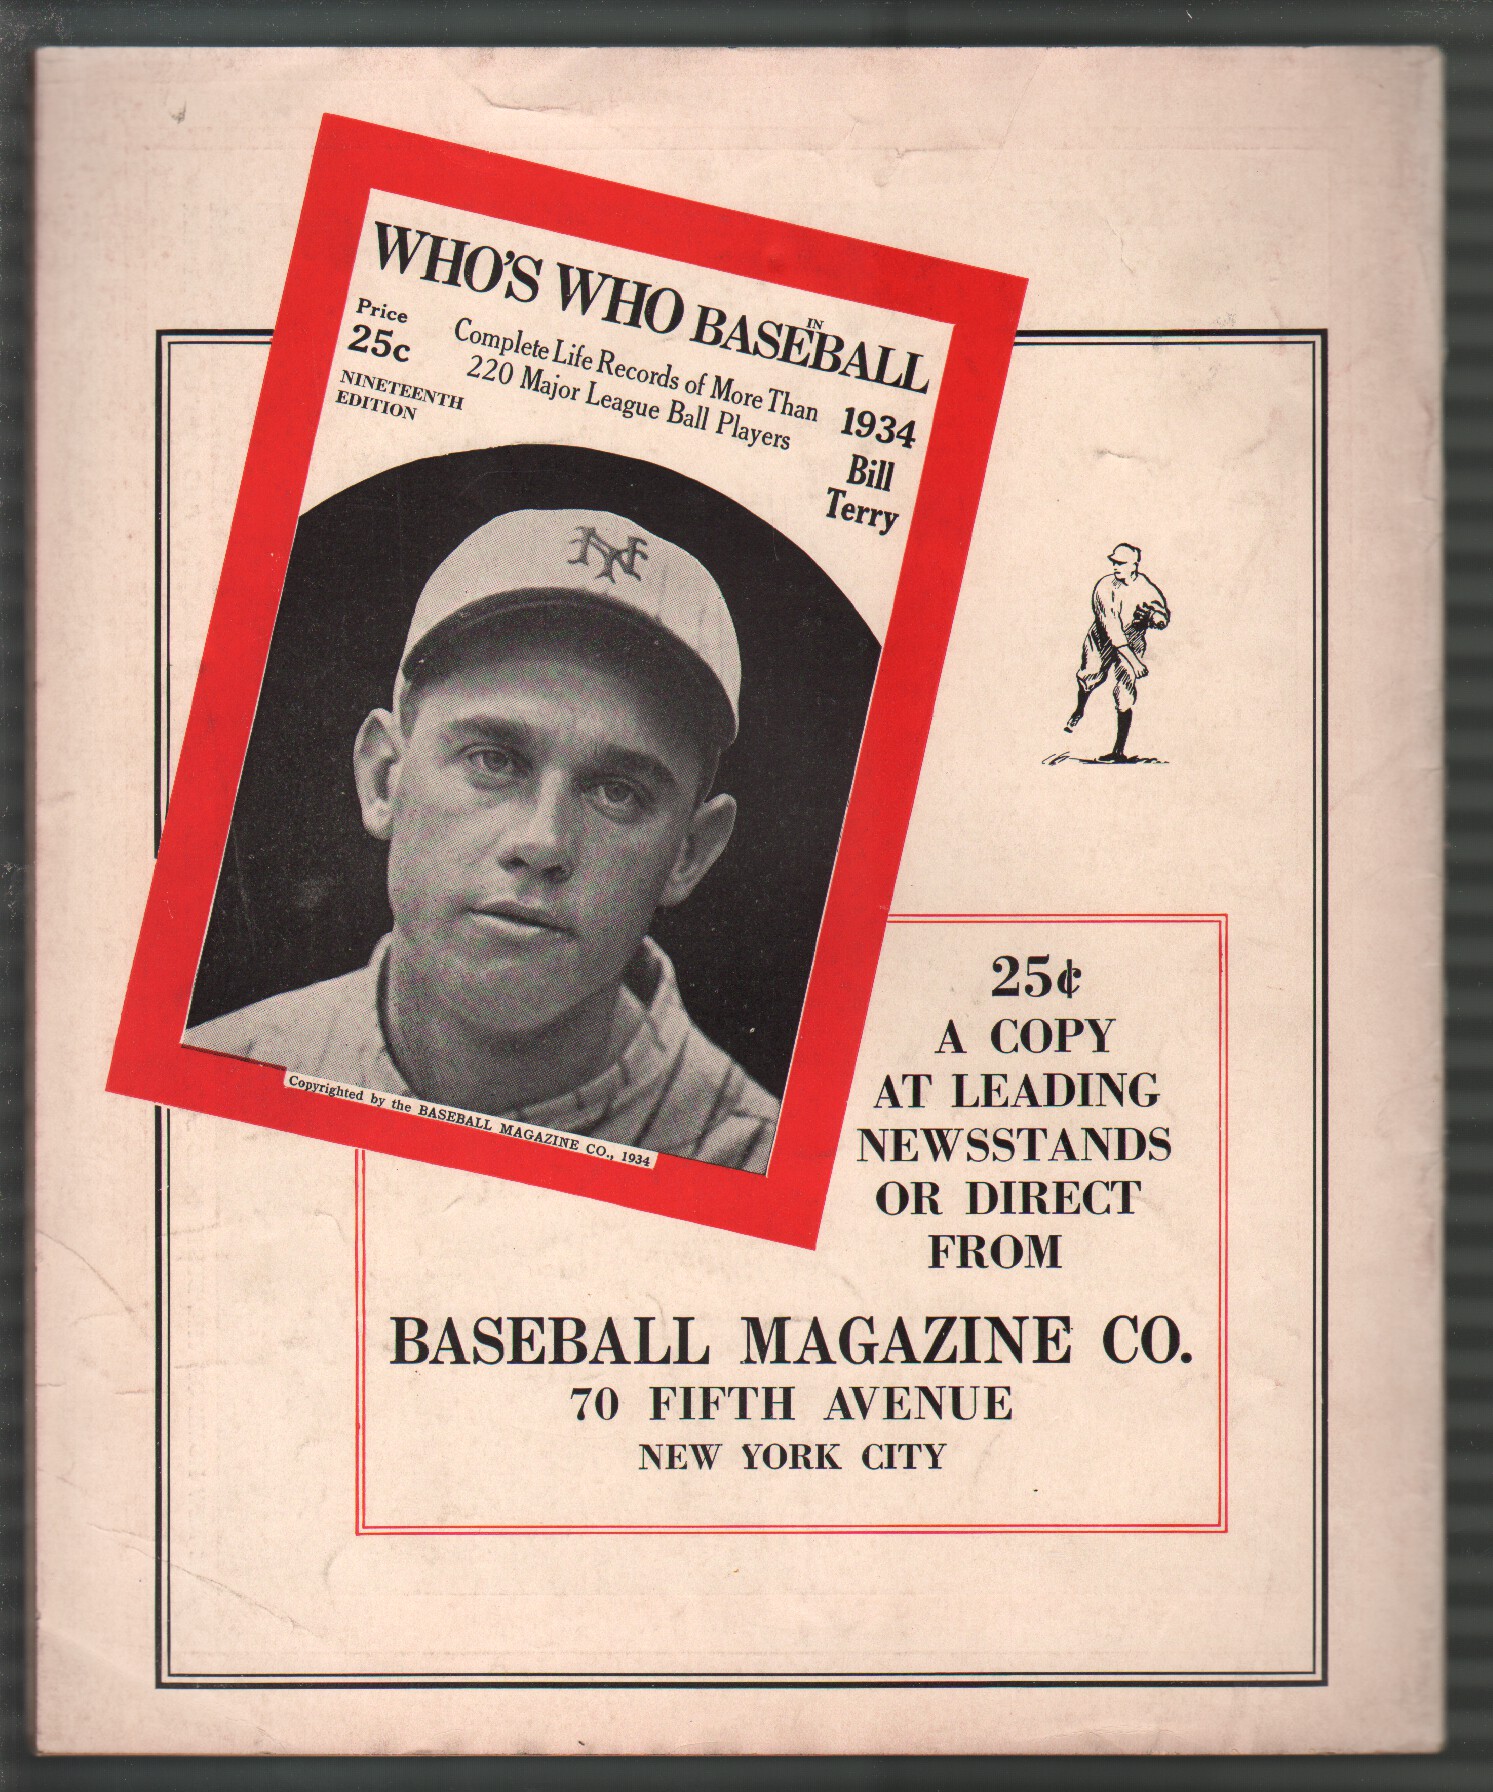 WHO'S WHO IN BASEBALL
Price
25c
NINETEENTH
EDITION
Complete Life Records of More Than
220 Major League Ball Players
1934
Bill
Terry
NY
Copyrighted by the BASEBALL MAGAZINE CO., 1934
25¢
A COPY
AT LEADING
NEWSSTANDS
OR DIRECT
FROM
BASEBALL MAGAZINE CO.
70 FIFTH AVENUE
NEW YORK CITY